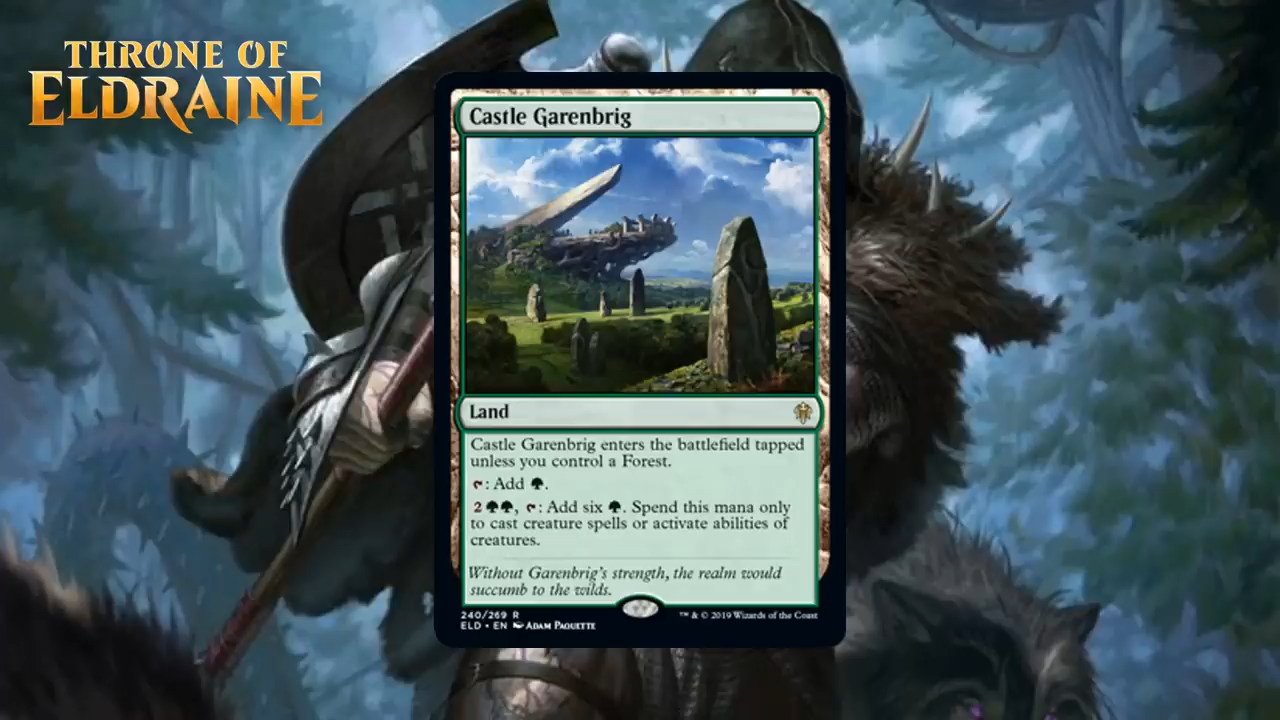 THRONE OF
ELDRAINE
Castle Garenbrig
Land
Castle Garenbrig enters the battlefield tapped
unless you control a Forest.
: Add .
2 , : Add six . Spend this mana only
to cast creature spells or activate abilities of
creatures.
Without Garenbrig's strength, the realm would
succumb to the wilds.
240/269 R
ELD • EN Adam Paquette
™ & © 2019 Wizards of the Coast